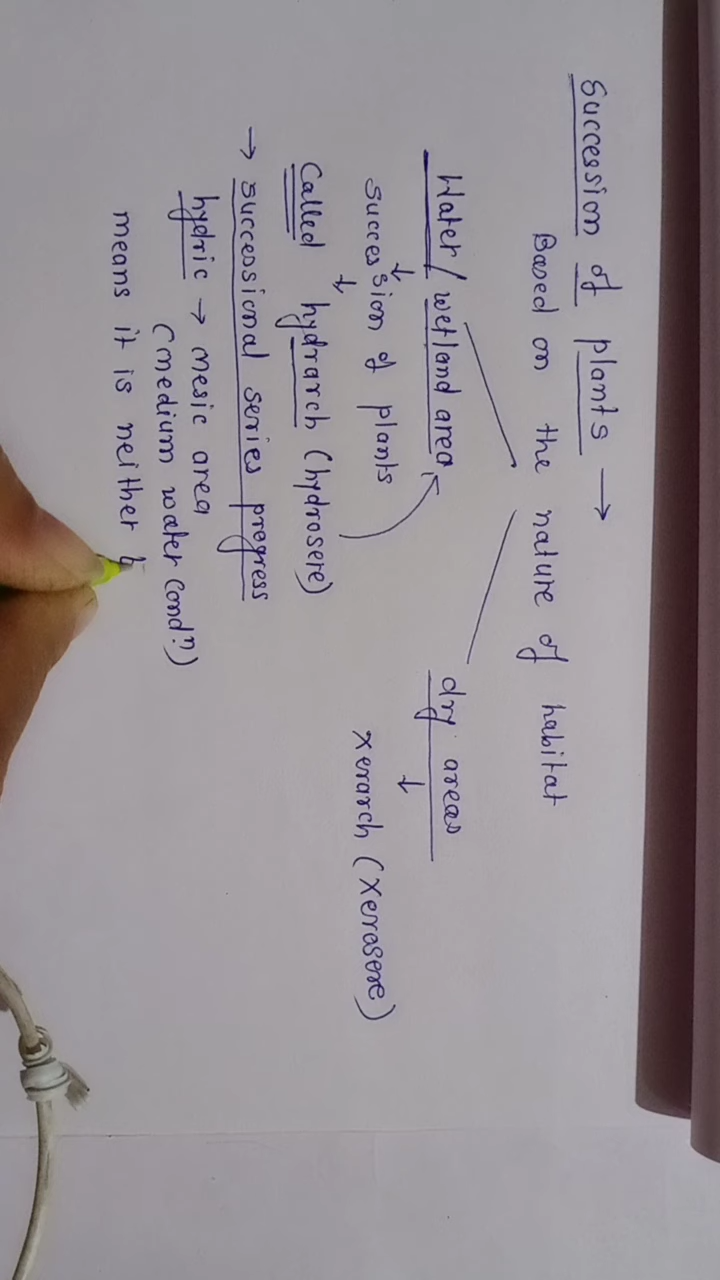 Succession of plants →
Based on the nature of habitat
Water/wetland area
↓
succession of plants
↓
Called hydrarch (hydrosere)
→ successional series progress
hydric → mesic area
(medium water condn)
means it is neither
dry areas
↓
xerarch (xerosere)